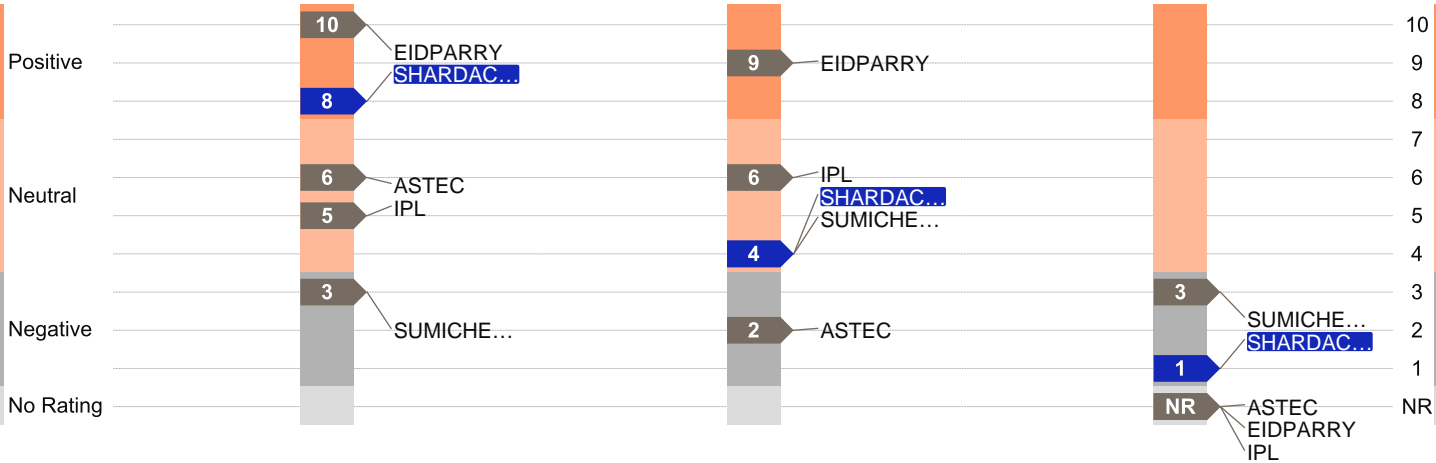 10 10
EIDPARRY
Positive 9 EIDPARRY 9
SHARDAC...
8 8
7
6 ASTEC 6 IPL 6
Neutral SHARDAC...
5 IPL SUMICHE... 5
4 4
3 3 3
SUMICHE...
Negative SUMICHE... 2 ASTEC 2
SHARDAC...
1 1
No Rating NR ASTEC NR
EIDPARRY
IPL